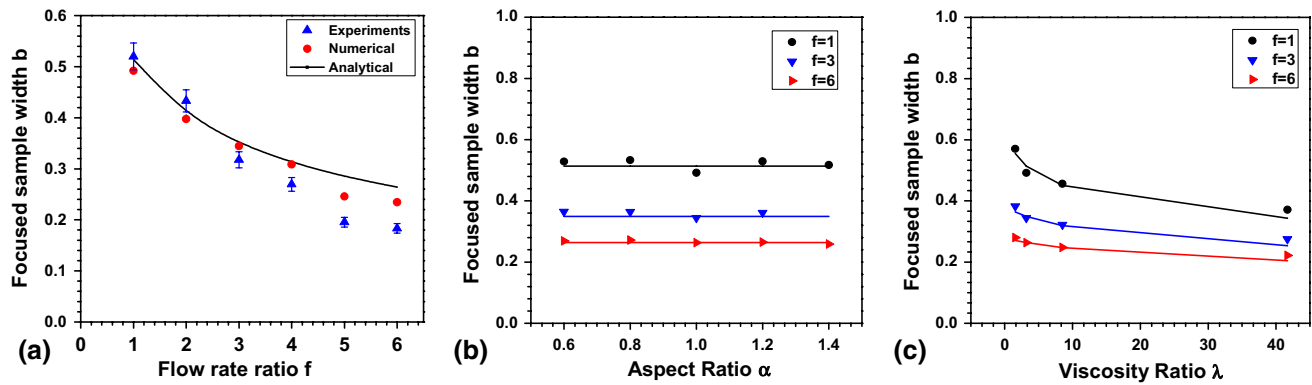 0.6
0.5
0.4
0.3
0.2
0.1
0.0
Focused sample width b
Experiments
Numerical
Analytical
0 1 2 3 4 5 6
Flow rate ratio f
(a)
1.0
0.8
0.6
0.4
0.2
0.0
Focused sample width b
f=1
f=3
f=6
0.6 0.8 1.0 1.2 1.4
Aspect Ratio α
(b)
1.0
0.8
0.6
0.4
0.2
0.0
Focused sample width b
f=1
f=3
f=6
0 10 20 30 40
Viscosity Ratio λ
(c)